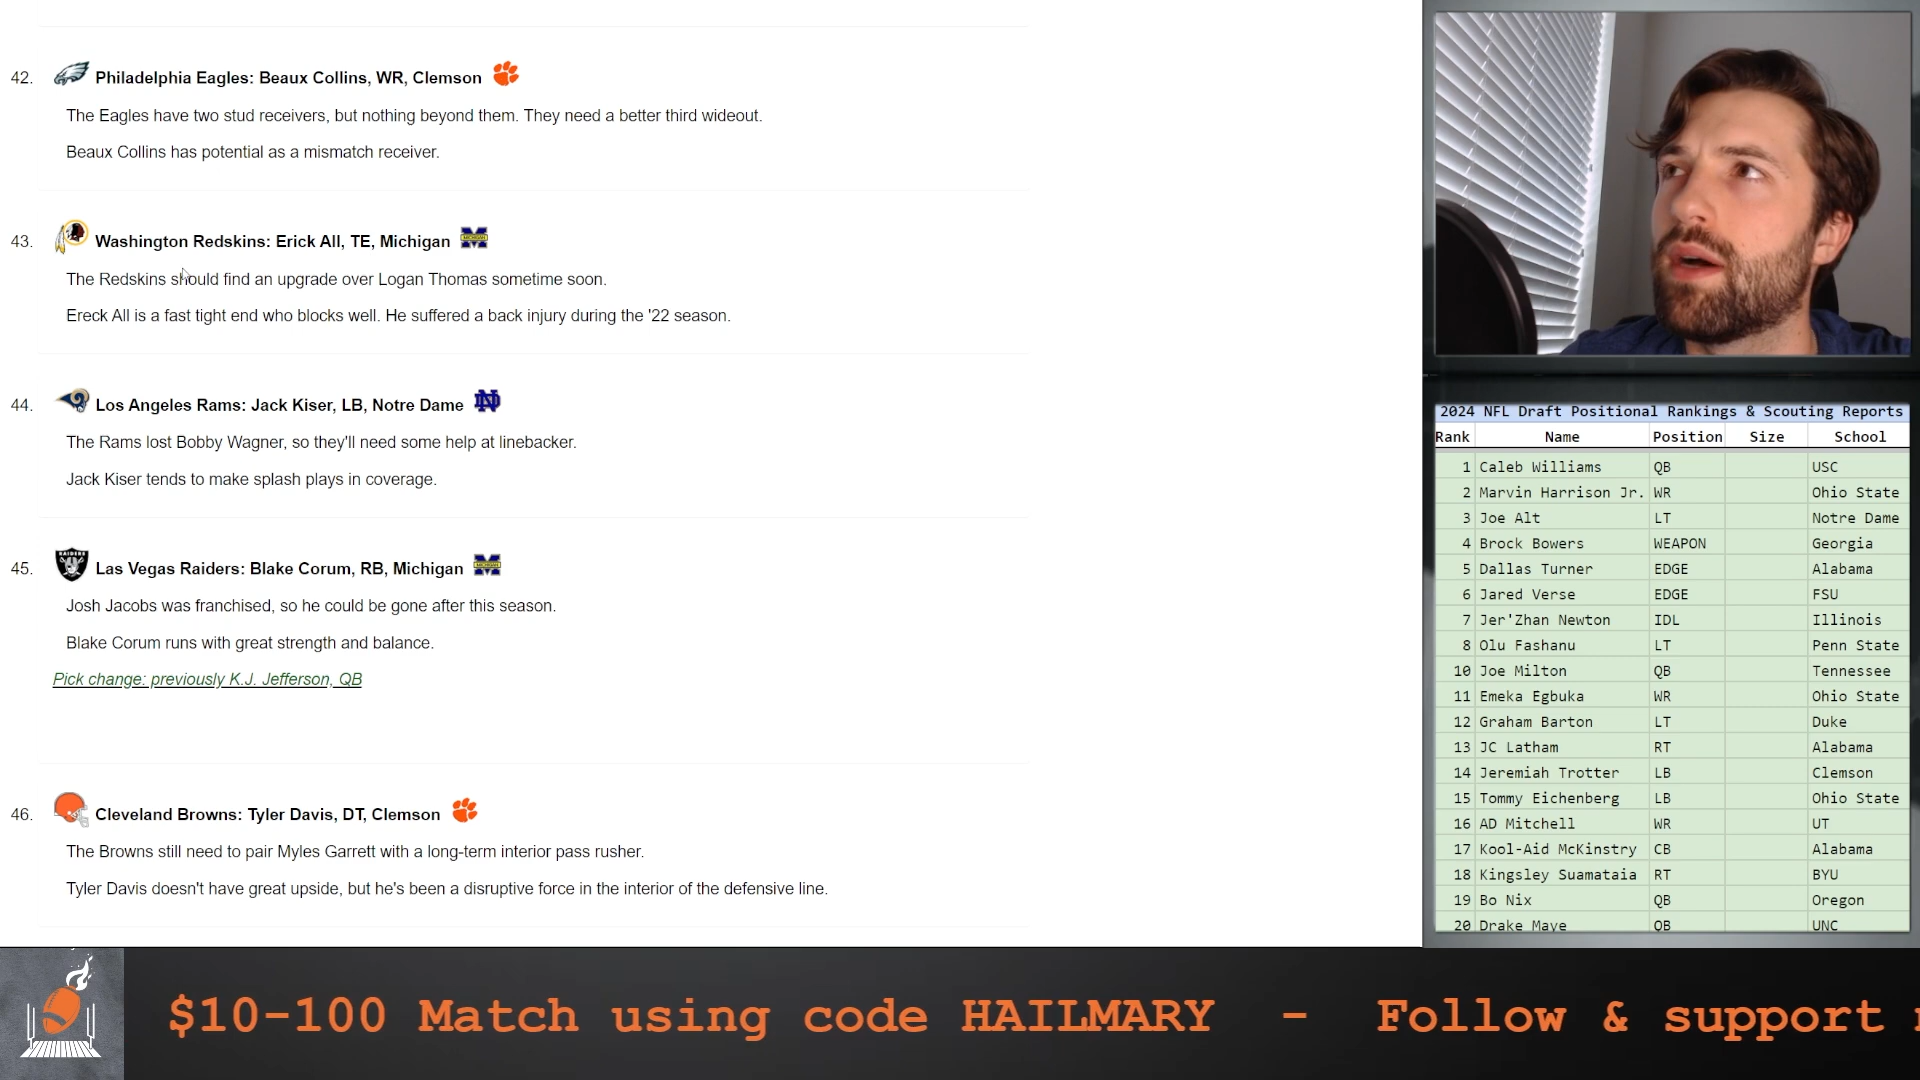 42. Philadelphia Eagles: Beaux Collins, WR, Clemson
The Eagles have two stud receivers, but nothing beyond them. They need a better third wideout.
Beaux Collins has potential as a mismatch receiver.
43. Washington Redskins: Erick All, TE, Michigan
The Redskins should find an upgrade over Logan Thomas sometime soon.
Ereck All is a fast tight end who blocks well. He suffered a back injury during the '22 season.
44. Los Angeles Rams: Jack Kiser, LB, Notre Dame
The Rams lost Bobby Wagner, so they'll need some help at linebacker.
Jack Kiser tends to make splash plays in coverage.
45. Las Vegas Raiders: Blake Corum, RB, Michigan
Josh Jacobs was franchised, so he could be gone after this season.
Blake Corum runs with great strength and balance.
Pick change: previously K.J. Jefferson, QB
46. Cleveland Browns: Tyler Davis, DT, Clemson
The Browns still need to pair Myles Garrett with a long-term interior pass rusher.
Tyler Davis doesn't have great upside, but he's been a disruptive force in the interior of the defensive line.
2024 NFL Draft Positional Rankings & Scouting Reports
Rank Name Position Size School
1 Caleb Williams QB USC
2 Marvin Harrison Jr. WR Ohio State
3 Joe Alt LT Notre Dame
4 Brock Bowers WEAPON Georgia
5 Dallas Turner EDGE Alabama
6 Jared Verse EDGE FSU
7 Jer'Zhan Newton IDL Illinois
8 Olu Fashanu LT Penn State
10 Joe Milton QB Tennessee
11 Emeka Egbuka WR Ohio State
12 Graham Barton LT Duke
13 JC Latham RT Alabama
14 Jeremiah Trotter LB Clemson
15 Tommy Eichenberg LB Ohio State
16 AD Mitchell WR UT
17 Kool-Aid McKinstry CB Alabama
18 Kingsley Suamataia RT BYU
19 Bo Nix QB Oregon
20 Drake Maye QB UNC
$10-100 Match using code HAILMARY - Follow & support